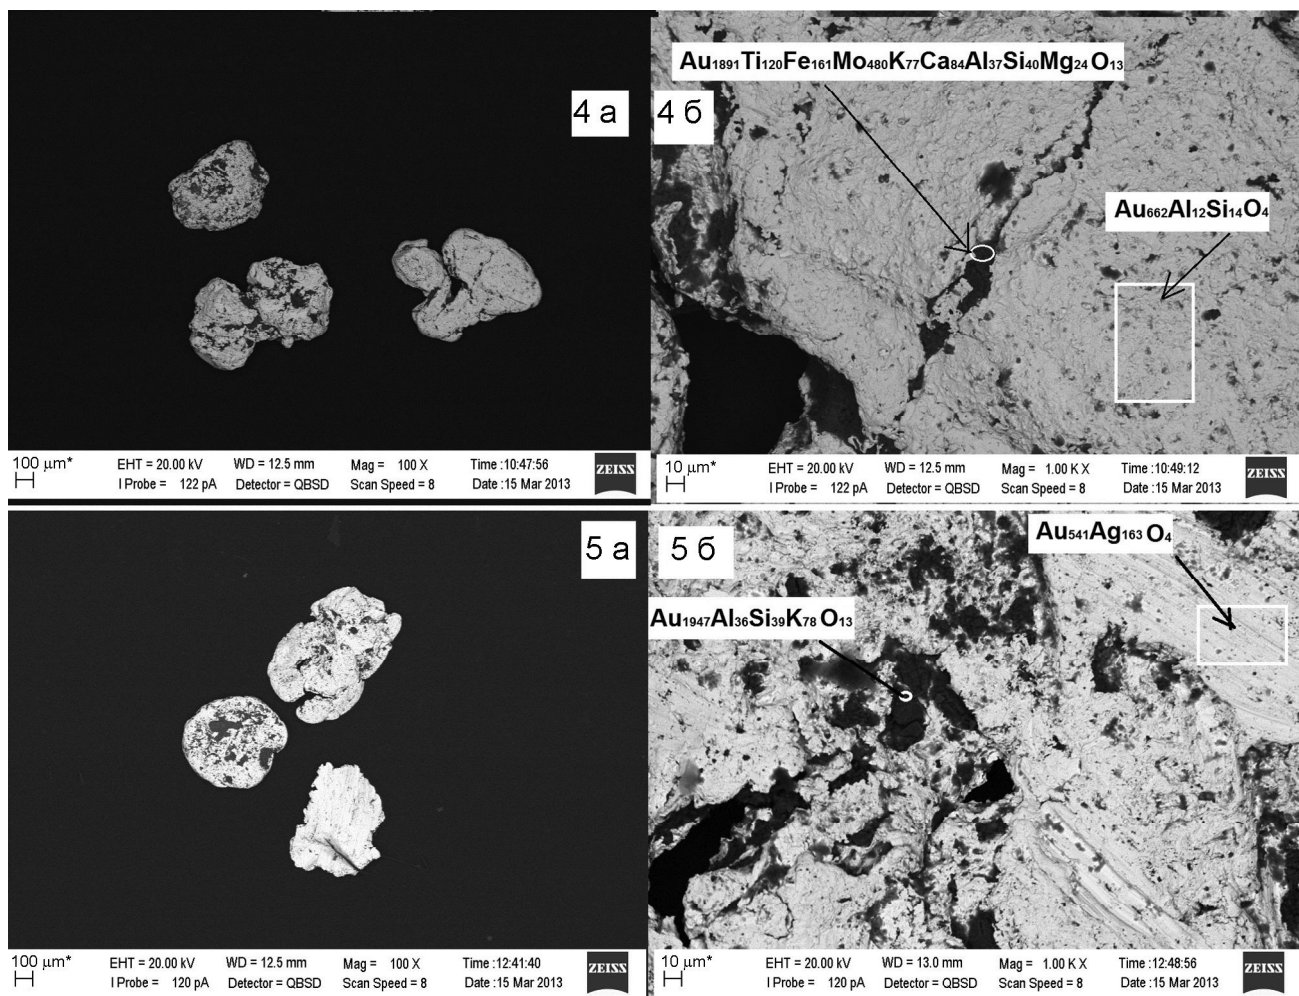 4 а
100 μm*
EHT = 20.00 kV WD = 12.5 mm Mag = 100 X Time :10:47:56
I Probe = 122 pA Detector = QBSD Scan Speed = 8 Date :15 Mar 2013
ZEISS
Au₁₈₉₁Ti₁₂₀Fe₁₆₁Mo₄₈₀K₇₇Ca₈₄Al₃₇Si₄₀Mg₂₄O₁₃
4 б
Au₆₆₂Al₁₂Si₁₄O₄
10 μm*
EHT = 20.00 kV WD = 12.5 mm Mag = 1.00 K X Time :10:49:12
I Probe = 122 pA Detector = QBSD Scan Speed = 8 Date :15 Mar 2013
ZEISS
5 а
100 μm*
EHT = 20.00 kV WD = 12.5 mm Mag = 100 X Time :12:41:40
I Probe = 120 pA Detector = QBSD Scan Speed = 8 Date :15 Mar 2013
ZEISS
5 б
Au₅₄₁Ag₁₆₃O₄
Au₁₉₄₇Al₃₆Si₃₉K₇₈O₁₃
10 μm*
EHT = 20.00 kV WD = 13.0 mm Mag = 1.00 K X Time :12:48:56
I Probe = 120 pA Detector = QBSD Scan Speed = 8 Date :15 Mar 2013
ZEISS